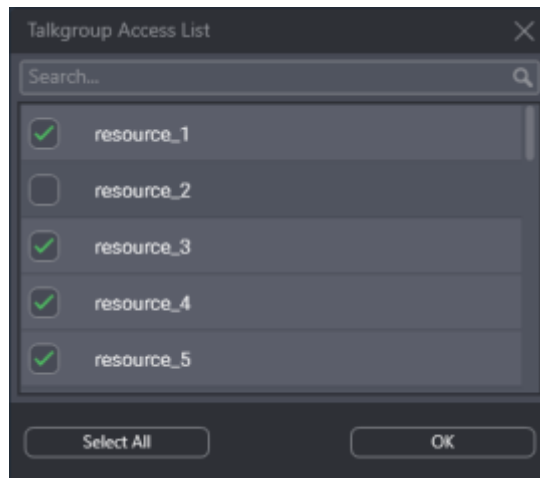 Talkgroup Access List
Search...
resource_1
resource_2
resource_3
resource_4
resource_5
Select All
OK